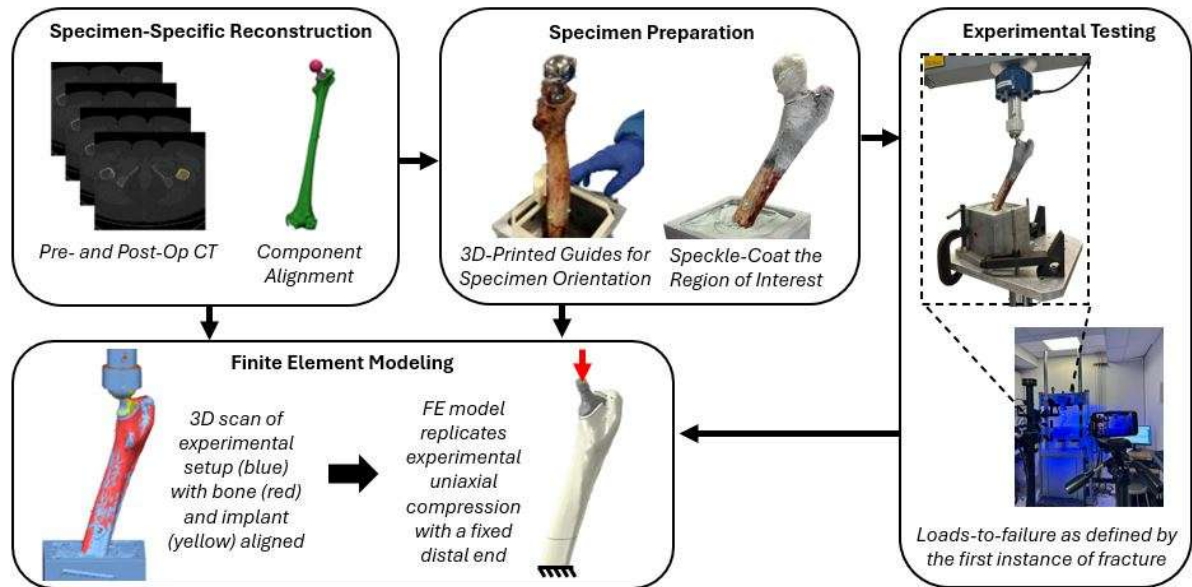 Specimen-Specific Reconstruction
Pre- and Post-Op CT
Component
Alignment
Specimen Preparation
3D-Printed Guides for
Specimen Orientation
Speckle-Coat the
Region of Interest
Experimental Testing
Loads-to-failure as defined by
the first instance of fracture
Finite Element Modeling
3D scan of
experimental
setup (blue)
with bone (red)
and implant
(yellow) aligned
FE model
replicates
experimental
uniaxial
compression
with a fixed
distal end